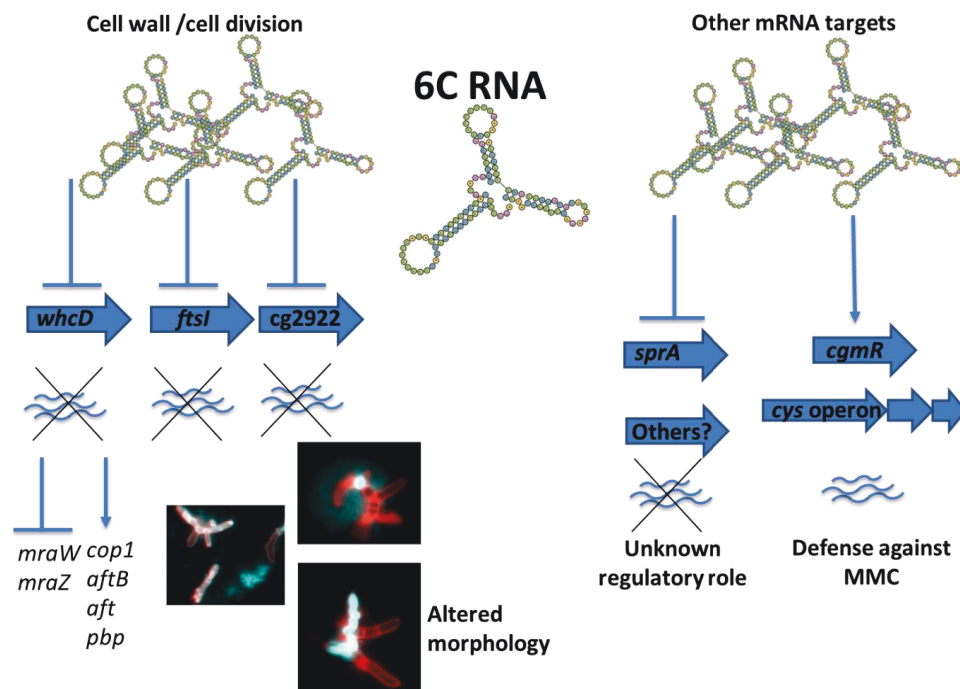 Cell wall /cell division
Other mRNA targets
6C RNA
whcD
ftsI
cg2922
sprA
cgmR
Others?
cys operon
mraW
mraZ
cop1
aftB
aft
pbp
Altered
morphology
Unknown
regulatory role
Defense against
MMC